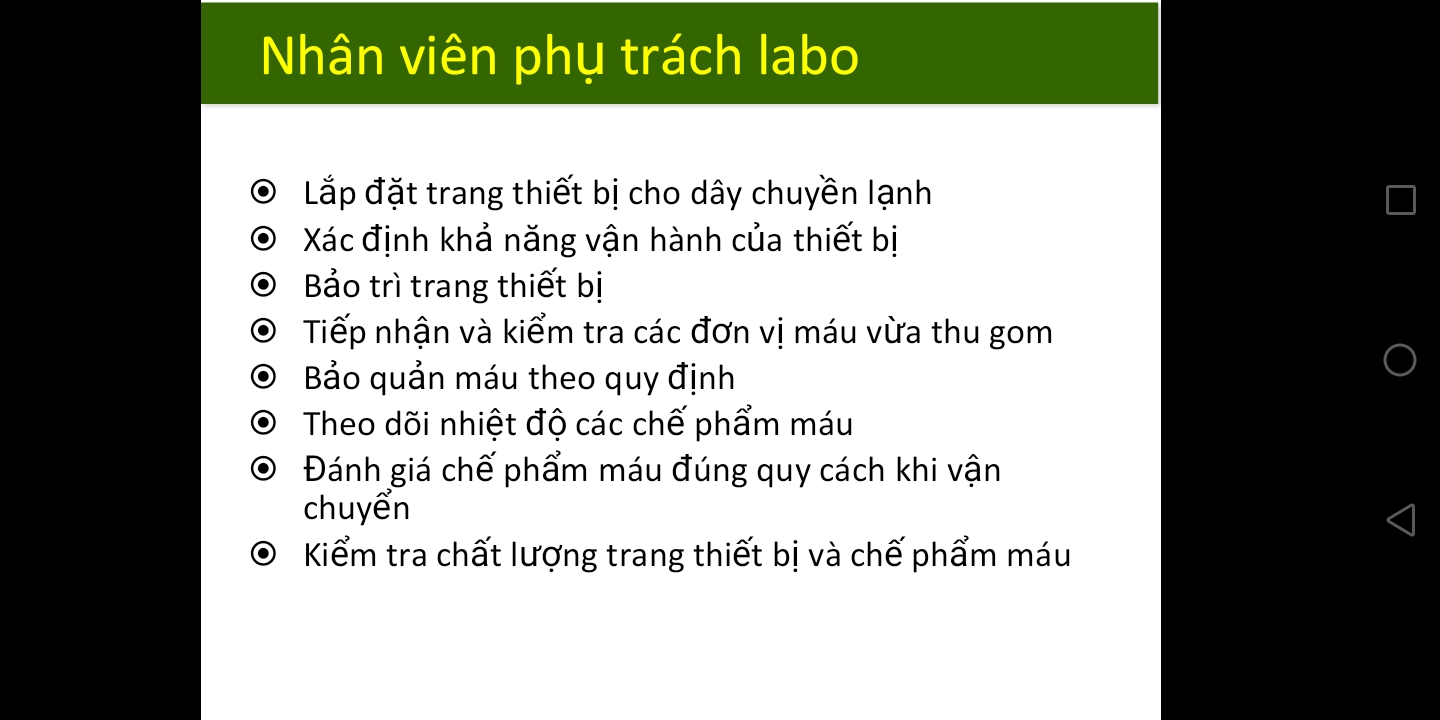 Nhân viên phụ trách labo
Lắp đặt trang thiết bị cho dây chuyền lạnh
Xác định khả năng vận hành của thiết bị
Bảo trì trang thiết bị
Tiếp nhận và kiểm tra các đơn vị máu vừa thu gom
Bảo quản máu theo quy định
Theo dõi nhiệt độ các chế phẩm máu
Đánh giá chế phẩm máu đúng quy cách khi vận
chuyển
Kiểm tra chất lượng trang thiết bị và chế phẩm máu